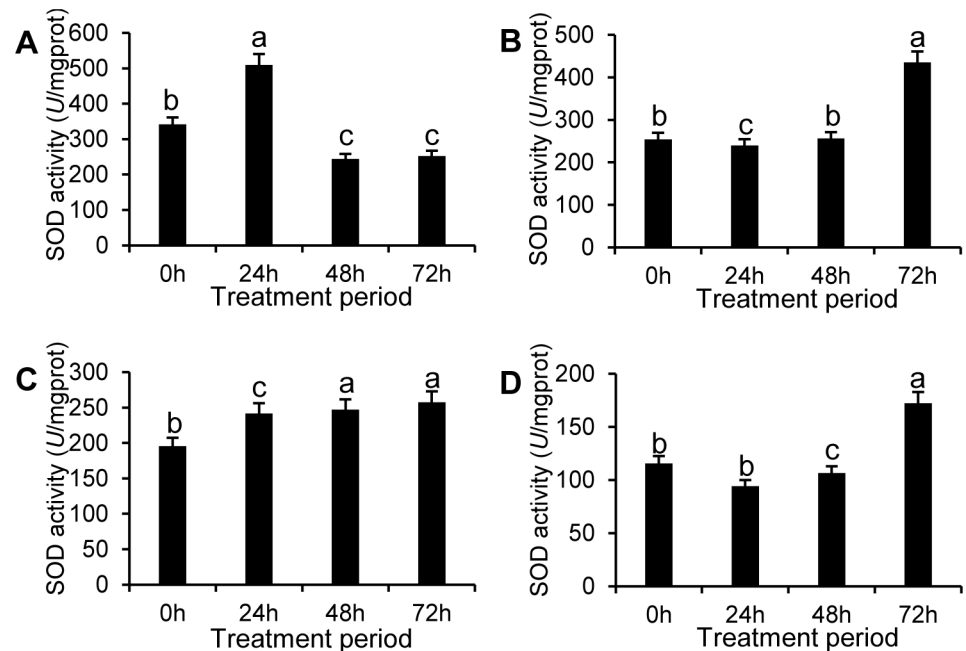 A
SOD activity (U/mgprot)
600
500
400
300
200
100
0
b
a
c
c
0h 24h 48h 72h
Treatment period
B
SOD activity (U/mgprot)
500
400
300
200
100
0
b
c
b
a
0h 24h 48h 72h
Treatment period
C
SOD activity (U/mgprot)
300
250
200
150
100
50
0
b
c
a
a
0h 24h 48h 72h
Treatment period
D
SOD activity (U/mgprot)
200
150
100
50
0
b
b
c
a
0h 24h 48h 72h
Treatment period